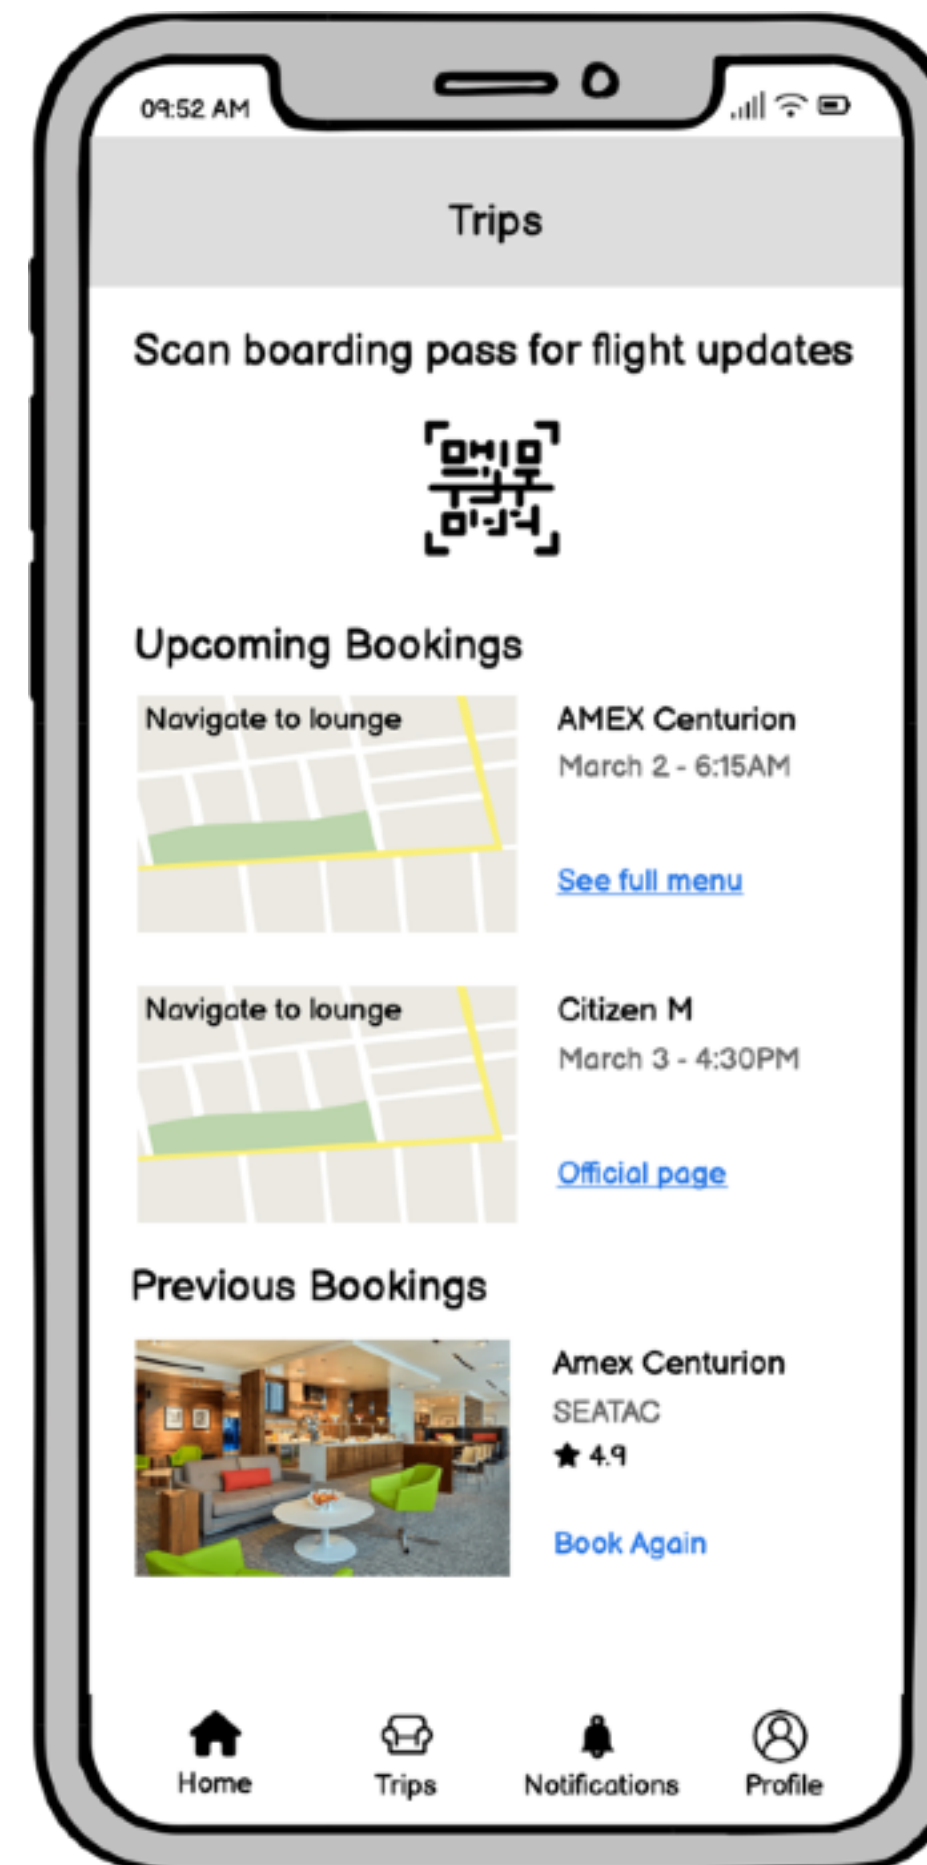 09:52 AM
Trips
Scan boarding pass for flight updates
Upcoming Bookings
Navigate to lounge
AMEX Centurion
March 2 - 6:15AM
See full menu
Navigate to lounge
Citizen M
March 3 - 4:30PM
Official page
Previous Bookings
Amex Centurion
SEATAC
★ 4.9
Book Again
Home
Trips
Notifications
Profile